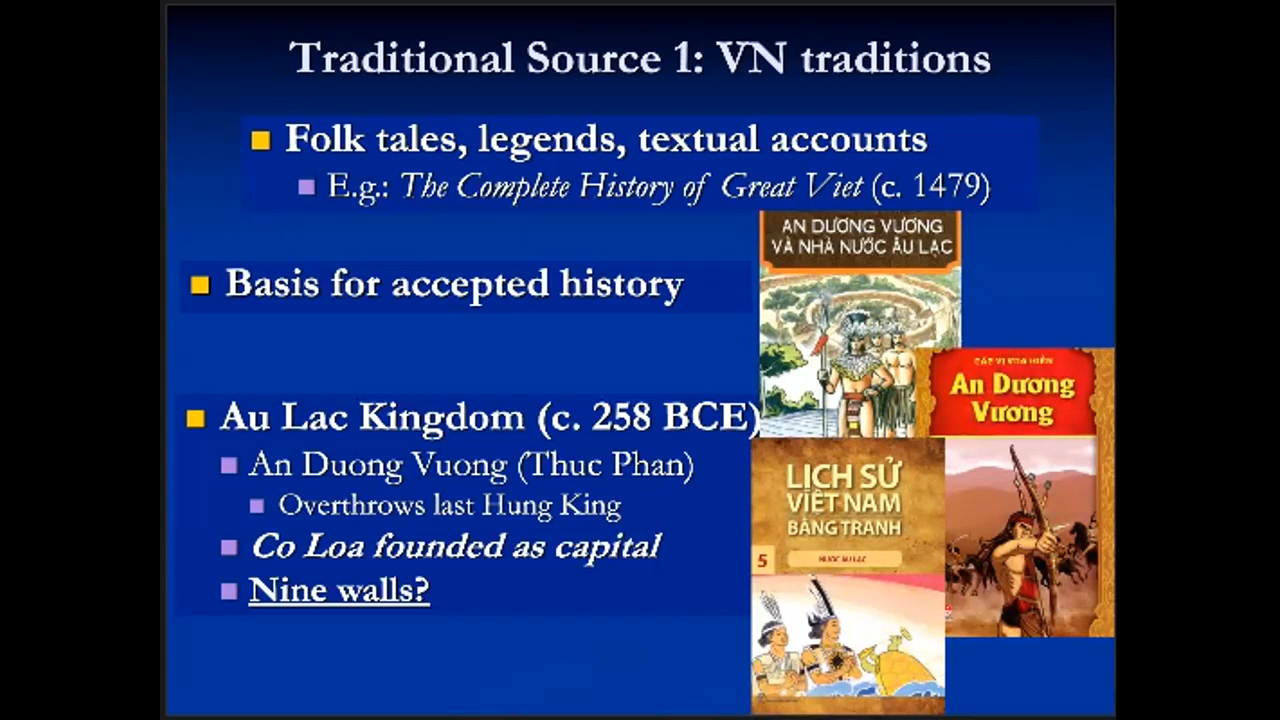 Traditional Source 1: VN traditions
Folk tales, legends, textual accounts
E.g.: The Complete History of Great Viet (c. 1479)
Basis for accepted history
Au Lac Kingdom (c. 258 BCE)
An Duong Vuong (Thuc Phan)
Overthrows last Hung King
Co Loa founded as capital
Nine walls?
AN DƯƠNG VƯƠNG
VÀ NHÀ NƯỚC ÂU LẠC
An Dương
Vương
LỊCH SỬ
VIỆT NAM
BẰNG TRANH
5
NƯỚC ÂU LẠC